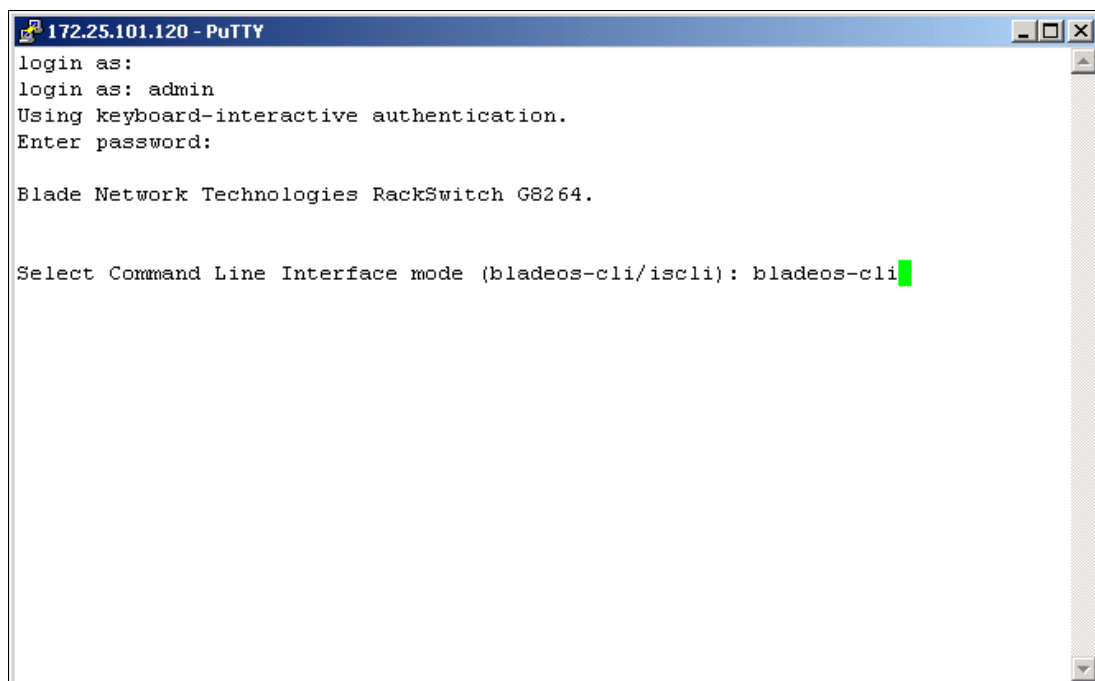 172.25.101.120 - PuTTY
login as:
login as: admin
Using keyboard-interactive authentication.
Enter password:
Blade Network Technologies RackSwitch G8264.
Select Command Line Interface mode (bladeos-cli/iscli): bladeos-cli